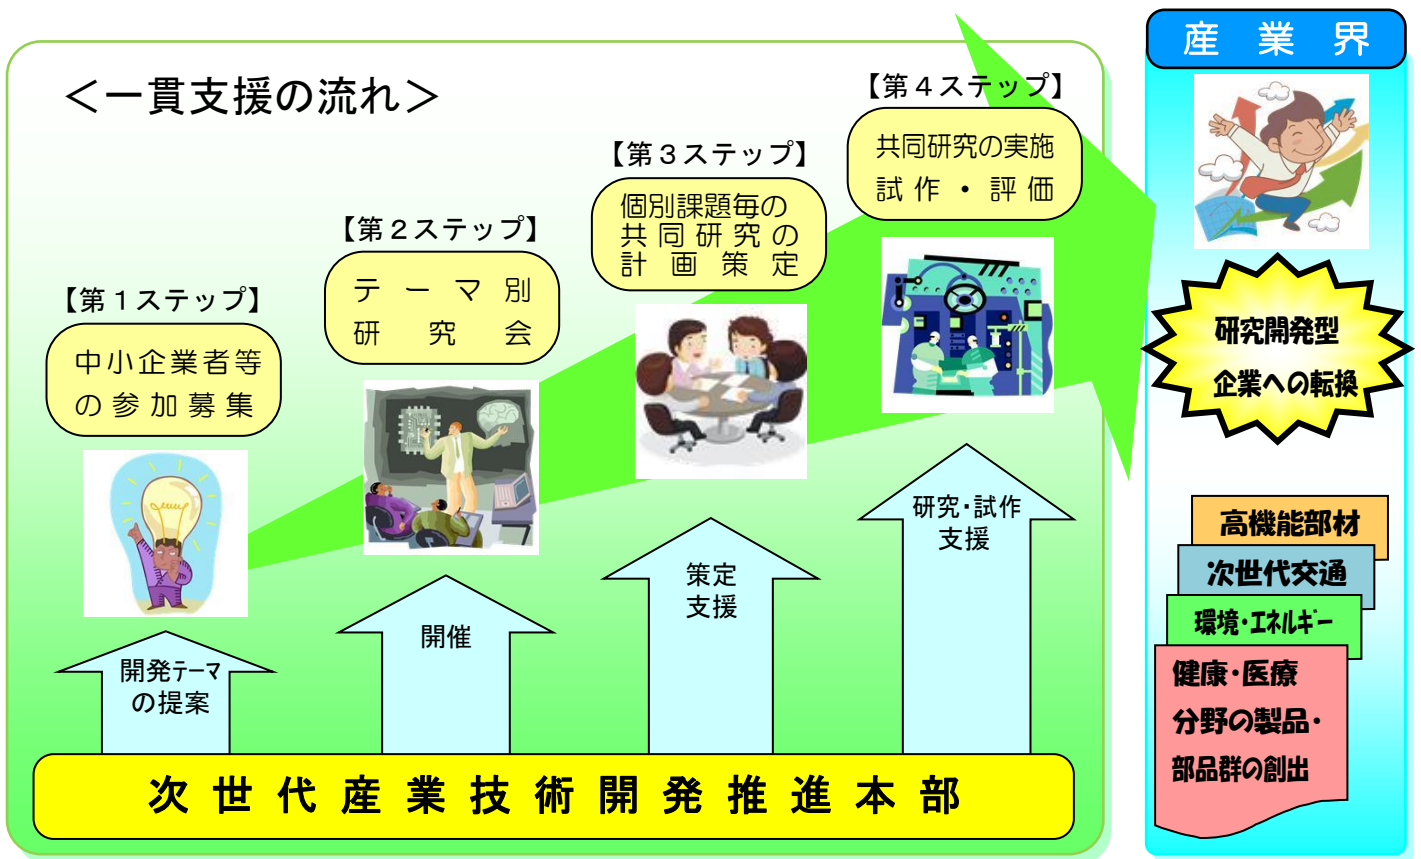 ＜一貫支援の流れ＞
【第１ステップ】
中小企業者等
の参加募集
【第２ステップ】
テーマ別
研究会
【第３ステップ】
個別課題毎の
共同研究の
計画策定
【第４ステップ】
共同研究の実施
試作・評価
開発ﾃｰﾏ
の提案
開催
策定
支援
研究・試作
支援
次世代産業技術開発推進本部
産業界
研究開発型
企業への転換
高機能部材
次世代交通
環境・ｴﾈﾙｷﾞｰ
健康・医療
分野の製品・
部品群の創出